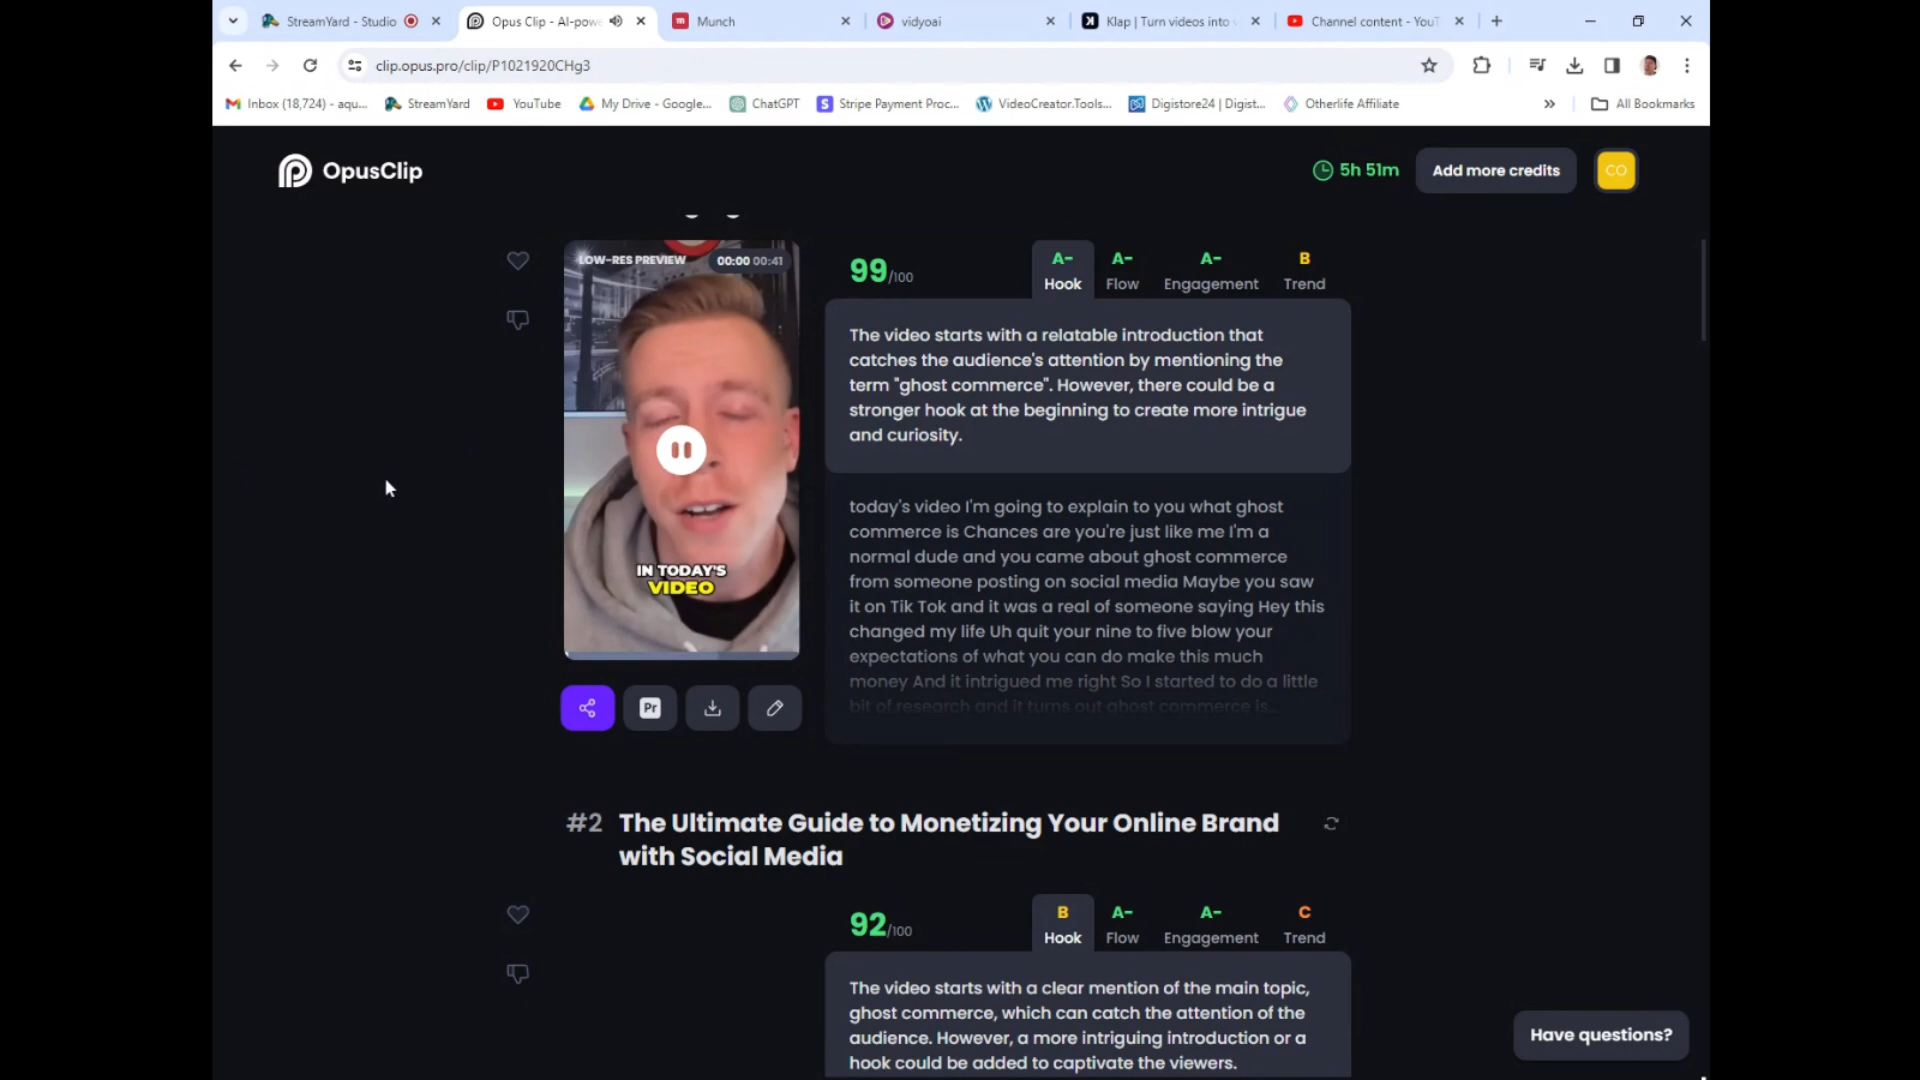 StreamYard - Studio
Opus Clip - AI-powe
Munch
vidyoai
Klap | Turn videos into v
Channel content - YouT
clip.opus.pro/clip/P1021920CHg3
Inbox (18,724) - aqu...
StreamYard
YouTube
My Drive - Google...
ChatGPT
Stripe Payment Proc...
VideoCreator.Tools...
Digistore24 | Digist...
Otherlife Affiliate
All Bookmarks
OpusClip
5h 51m
Add more credits
CO
LOW-RES PREVIEW
00:00 00:41
IN TODAY'S
VIDEO
Pr
99/100
A- Hook
A- Flow
A- Engagement
B Trend
The video starts with a relatable introduction that
catches the audience's attention by mentioning the
term "ghost commerce". However, there could be a
stronger hook at the beginning to create more intrigue
and curiosity.
today's video I'm going to explain to you what ghost
commerce is Chances are you're just like me I'm a
normal dude and you came about ghost commerce
from someone posting on social media Maybe you saw
it on Tik Tok and it was a real of someone saying Hey this
changed my life Uh quit your nine to five blow your
expectations of what you can do make this much
money And it intrigued me right So I started to do a little
bit of research and it turns out ghost commerce is...
#2 The Ultimate Guide to Monetizing Your Online Brand
with Social Media
92/100
B Hook
A- Flow
A- Engagement
C Trend
The video starts with a clear mention of the main topic,
ghost commerce, which can catch the attention of the
audience. However, a more intriguing introduction or a
hook could be added to captivate the viewers.
Have questions?